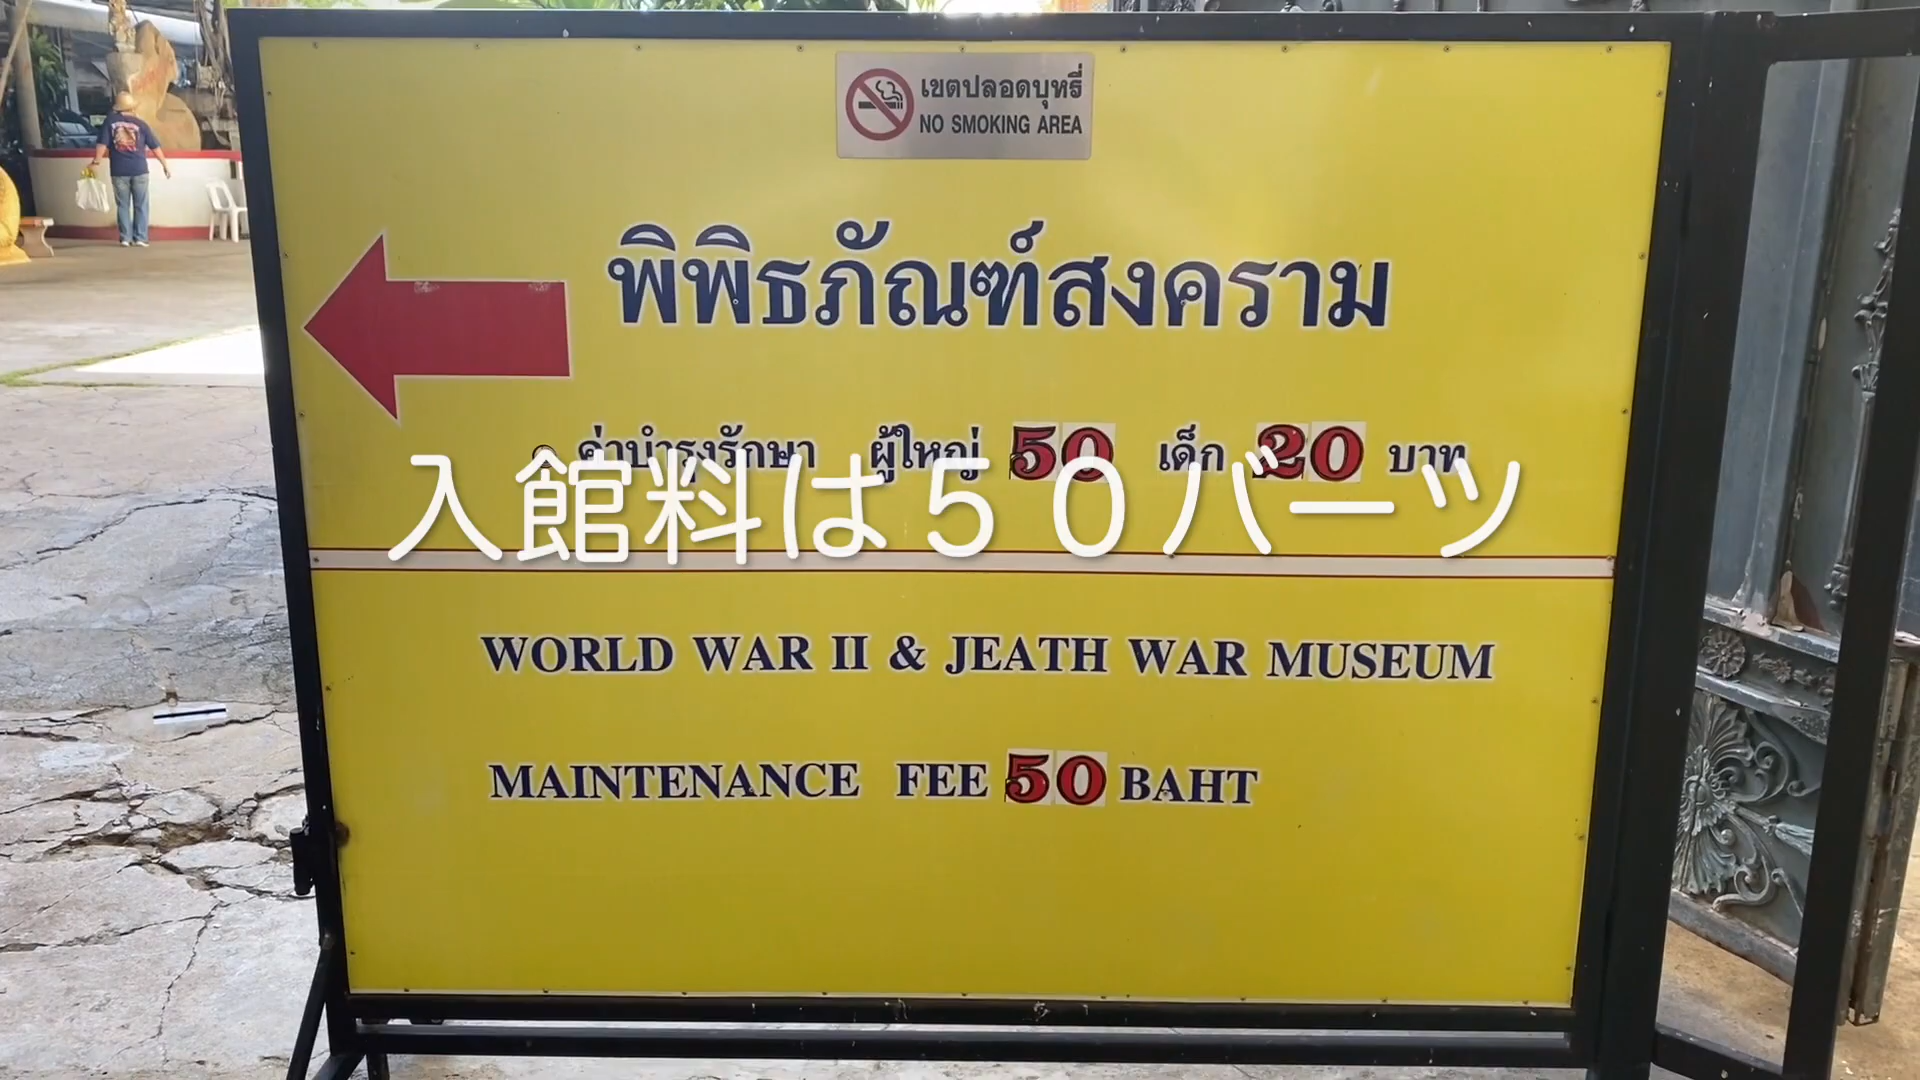 เขตปลอดบุหรี่
NO SMOKING AREA
พิพิธภัณฑ์สงคราม
ค่าบำรุงรักษา ผู้ใหญ่ 50 เด็ก 20 บาท
入館料は５０バーツ
WORLD WAR II & JEATH WAR MUSEUM
MAINTENANCE FEE 50 BAHT